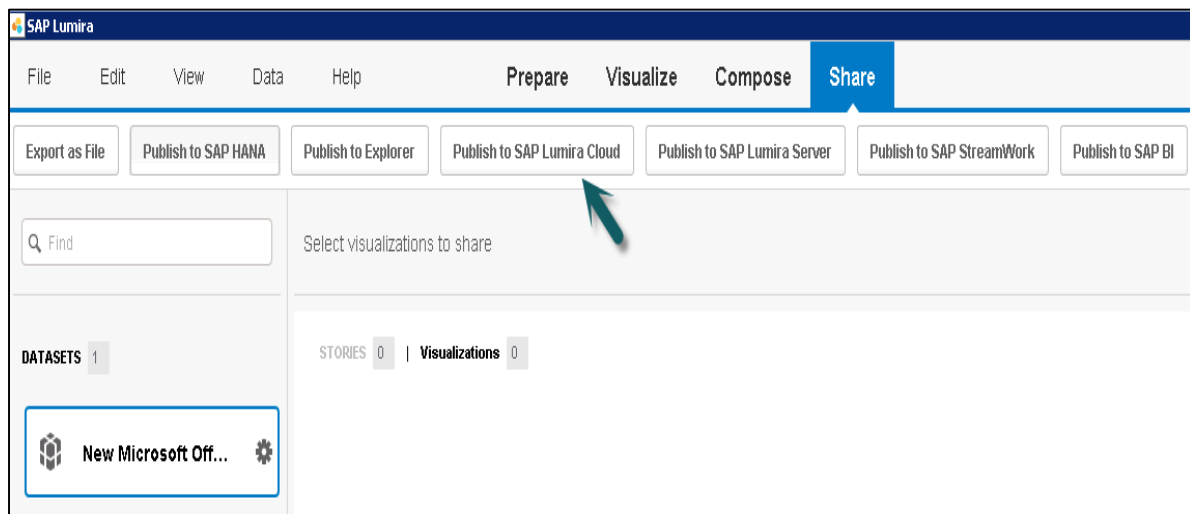 SAP Lumira
File Edit View Data Help Prepare Visualize Compose Share
Export as File Publish to SAP HANA Publish to Explorer Publish to SAP Lumira Cloud Publish to SAP Lumira Server Publish to SAP StreamWork Publish to SAP BI
Find
Select visualizations to share
DATASETS 1
STORIES 0 | Visualizations 0
New Microsoft Off...